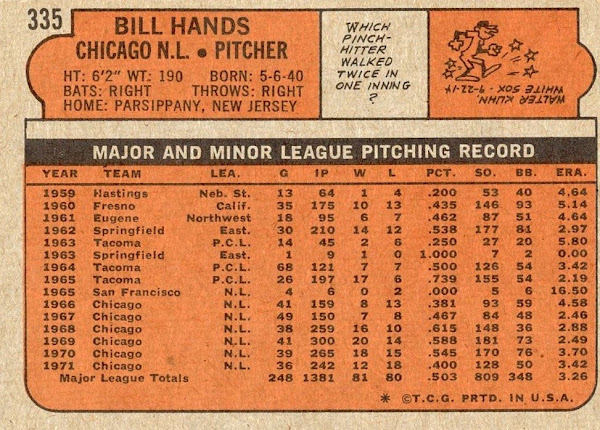 335
BILL HANDS
CHICAGO N.L. • PITCHER
HT: 6'2" WT: 190 BORN: 5-6-40
BATS: RIGHT THROWS: RIGHT
HOME: PARSIPPANY, NEW JERSEY
WHICH
PINCH-
HITTER
WALKED
TWICE IN
ONE INNING
?
WALTER KUHN,
WHITE SOX - 9-22-14
MAJOR AND MINOR LEAGUE PITCHING RECORD
YEAR TEAM LEA. G IP W L PCT. SO. BB. ERA.
1959 Hastings Neb. St. 13 64 1 4 .200 53 40 4.64
1960 Fresno Calif. 35 175 10 13 .435 146 93 5.14
1961 Eugene Northwest 18 95 6 7 .462 87 51 4.64
1962 Springfield East. 30 210 14 12 .538 177 81 2.97
1963 Tacoma P.C.L. 14 45 2 6 .250 27 20 5.80
1963 Springfield East. 1 9 1 0 1.000 7 2 0.00
1964 Tacoma P.C.L. 68 121 7 7 .500 126 54 3.42
1965 Tacoma P.C.L. 26 197 17 6 .739 155 54 2.19
1965 San Francisco N.L. 4 6 0 2 .000 5 6 16.50
1966 Chicago N.L. 41 159 8 13 .381 93 59 4.58
1967 Chicago N.L. 49 150 7 8 .467 84 48 2.46
1968 Chicago N.L. 38 259 16 10 .615 148 36 2.88
1969 Chicago N.L. 41 300 20 14 .588 181 73 2.49
1970 Chicago N.L. 39 265 18 15 .545 170 76 3.70
1971 Chicago N.L. 36 242 12 18 .400 128 50 3.42
Major League Totals 248 1381 81 80 .503 809 348 3.26
* ©T.C.G. PRTD. IN U.S.A.